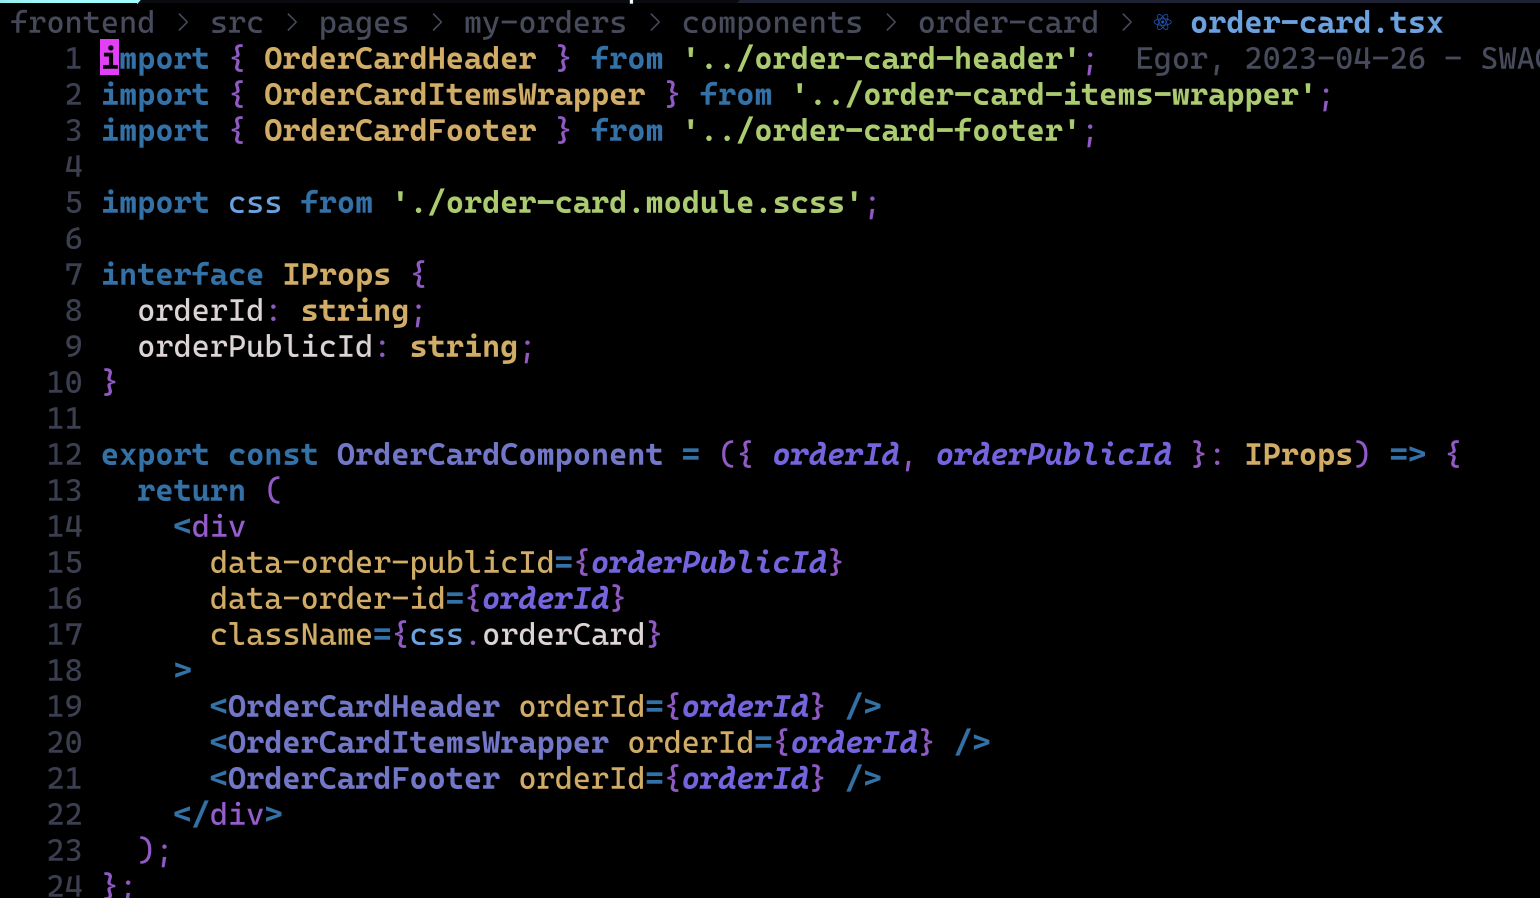 frontend > src > pages > my-orders > components > order-card > order-card.tsx
1 import { OrderCardHeader } from '../order-card-header'; Egor, 2023-04-26 - SWAG
2 import { OrderCardItemsWrapper } from '../order-card-items-wrapper';
3 import { OrderCardFooter } from '../order-card-footer';
4
5 import css from './order-card.module.scss';
6
7 interface IProps {
8   orderId: string;
9   orderPublicId: string;
10 }
11
12 export const OrderCardComponent = ({ orderId, orderPublicId }: IProps) => {
13   return (
14     <div
15       data-order-publicId={orderPublicId}
16       data-order-id={orderId}
17       className={css.orderCard}
18     >
19       <OrderCardHeader orderId={orderId} />
20       <OrderCardItemsWrapper orderId={orderId} />
21       <OrderCardFooter orderId={orderId} />
22     </div>
23   );
24 };